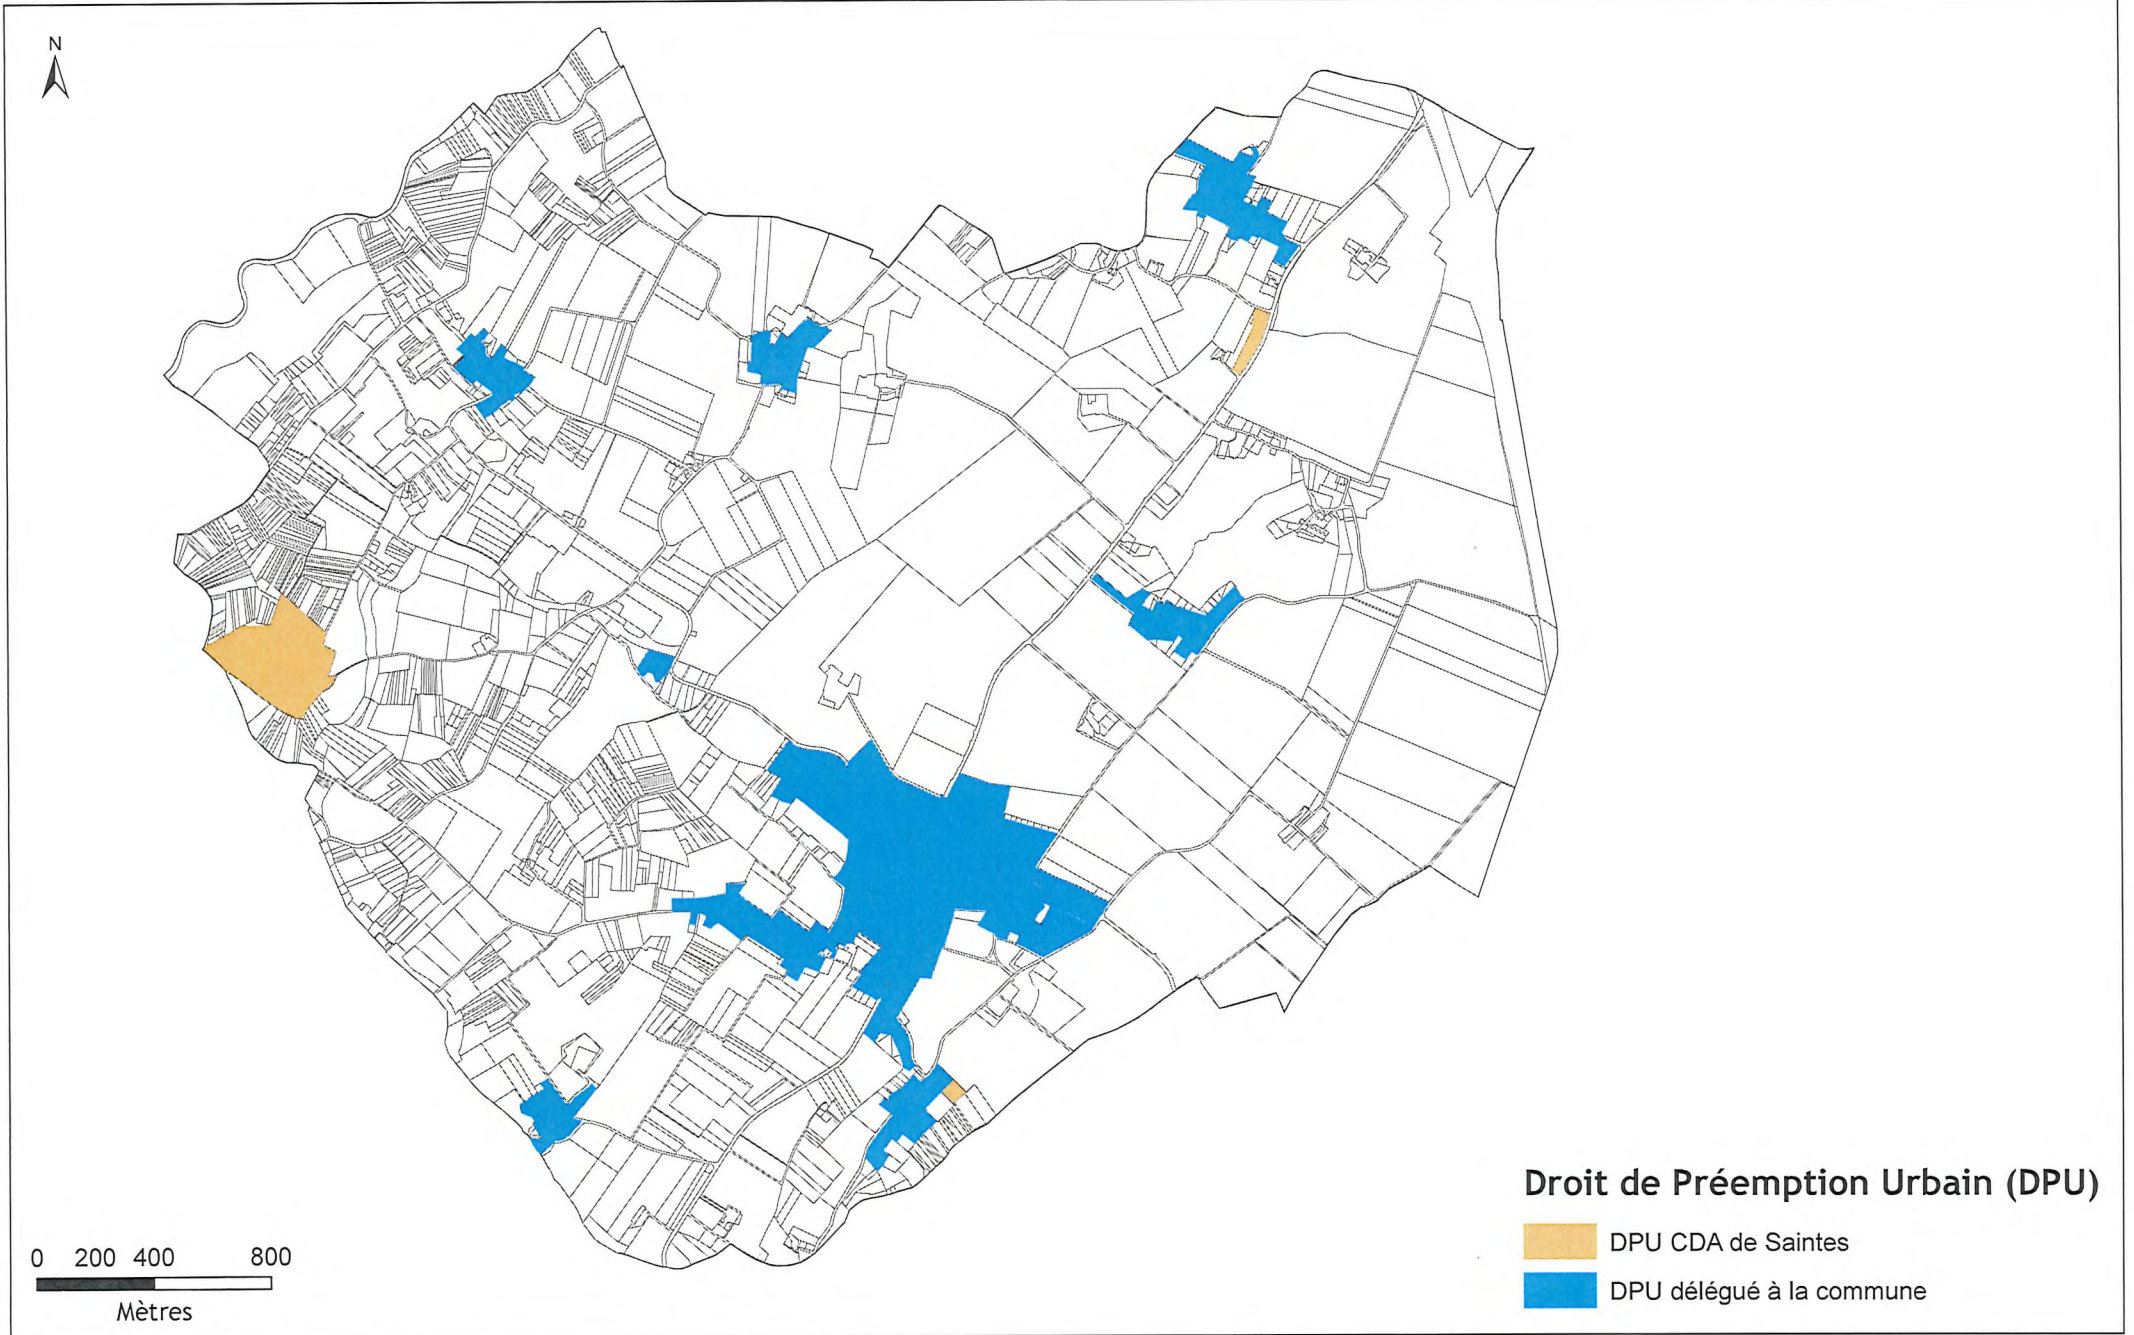 N
Droit de Préemption Urbain (DPU)
DPU CDA de Saintes
DPU délégué à la commune
0 200 400 800
Mètres